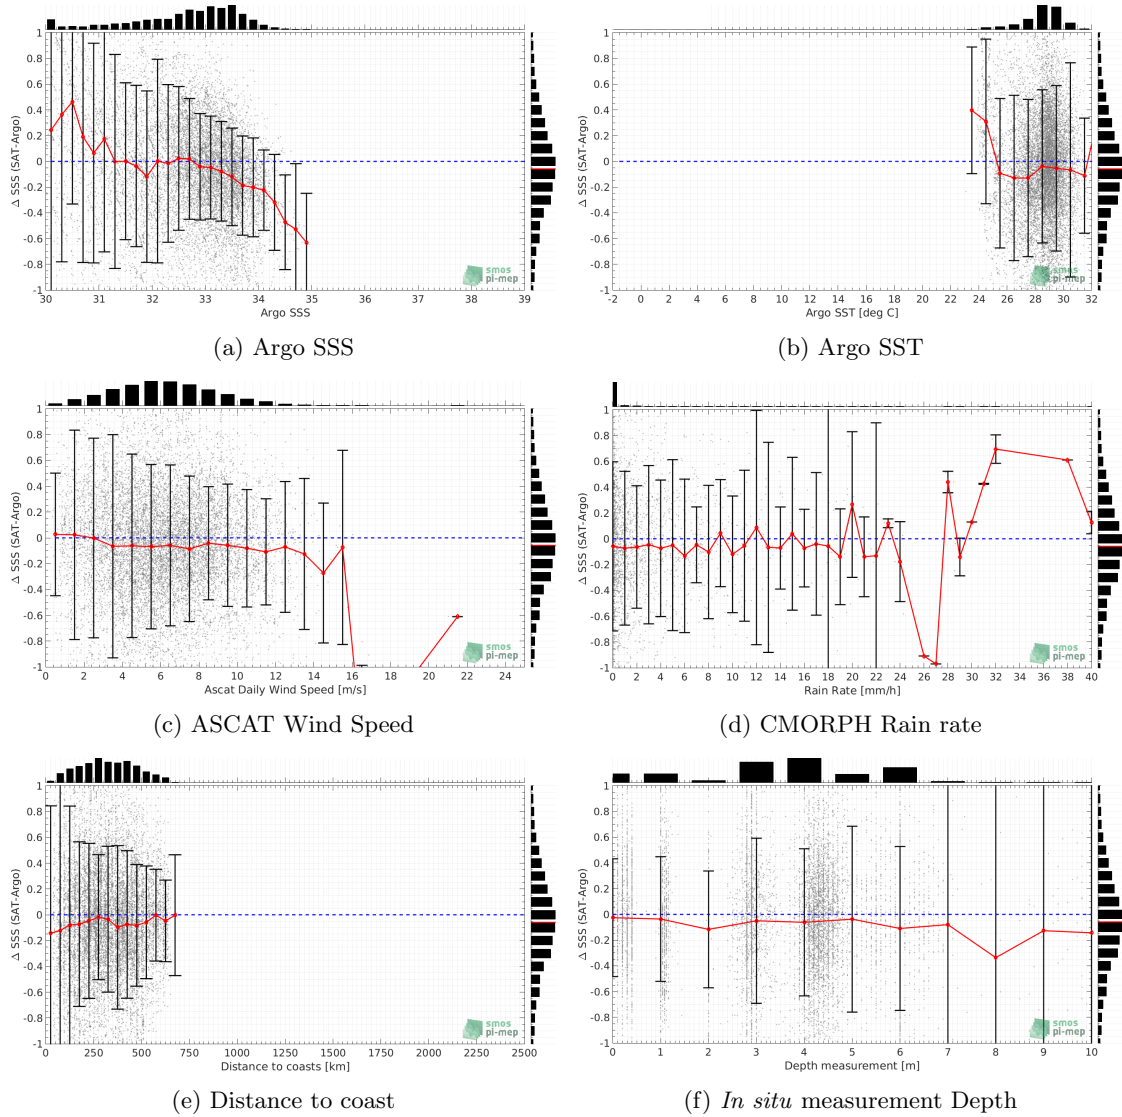 1
0.8
0.6
0.4
0.2
0
-0.2
-0.4
-0.6
-0.8
-1
Δ SSS (SAT-Argo)
30 31 32 33 34 35 36 37 38 39
Argo SSS
smos
pi-mep
(a) Argo SSS
1
0.8
0.6
0.4
0.2
0
-0.2
-0.4
-0.6
-0.8
-1
Δ SSS (SAT-Argo)
-2 0 2 4 6 8 10 12 14 16 18 20 22 24 26 28 30 32
Argo SST [deg C]
smos
pi-mep
(b) Argo SST
1
0.8
0.6
0.4
0.2
0
-0.2
-0.4
-0.6
-0.8
-1
Δ SSS (SAT-Argo)
0 2 4 6 8 10 12 14 16 18 20 22 24
Ascat Daily Wind Speed [m/s]
smos
pi-mep
(c) ASCAT Wind Speed
1
0.8
0.6
0.4
0.2
0
-0.2
-0.4
-0.6
-0.8
-1
Δ SSS (SAT-Argo)
0 2 4 6 8 10 12 14 16 18 20 22 24 26 28 30 32 34 36 38 40
Rain Rate [mm/h]
smos
pi-mep
(d) CMORPH Rain rate
1
0.8
0.6
0.4
0.2
0
-0.2
-0.4
-0.6
-0.8
-1
Δ SSS (SAT-Argo)
0 250 500 750 1000 1250 1500 1750 2000 2250 2500
Distance to coasts [km]
smos
pi-mep
(e) Distance to coast
1
0.8
0.6
0.4
0.2
0
-0.2
-0.4
-0.6
-0.8
-1
Δ SSS (SAT-Argo)
0 1 2 3 4 5 6 7 8 9 10
Depth measurement [m]
smos
pi-mep
(f) In situ measurement Depth